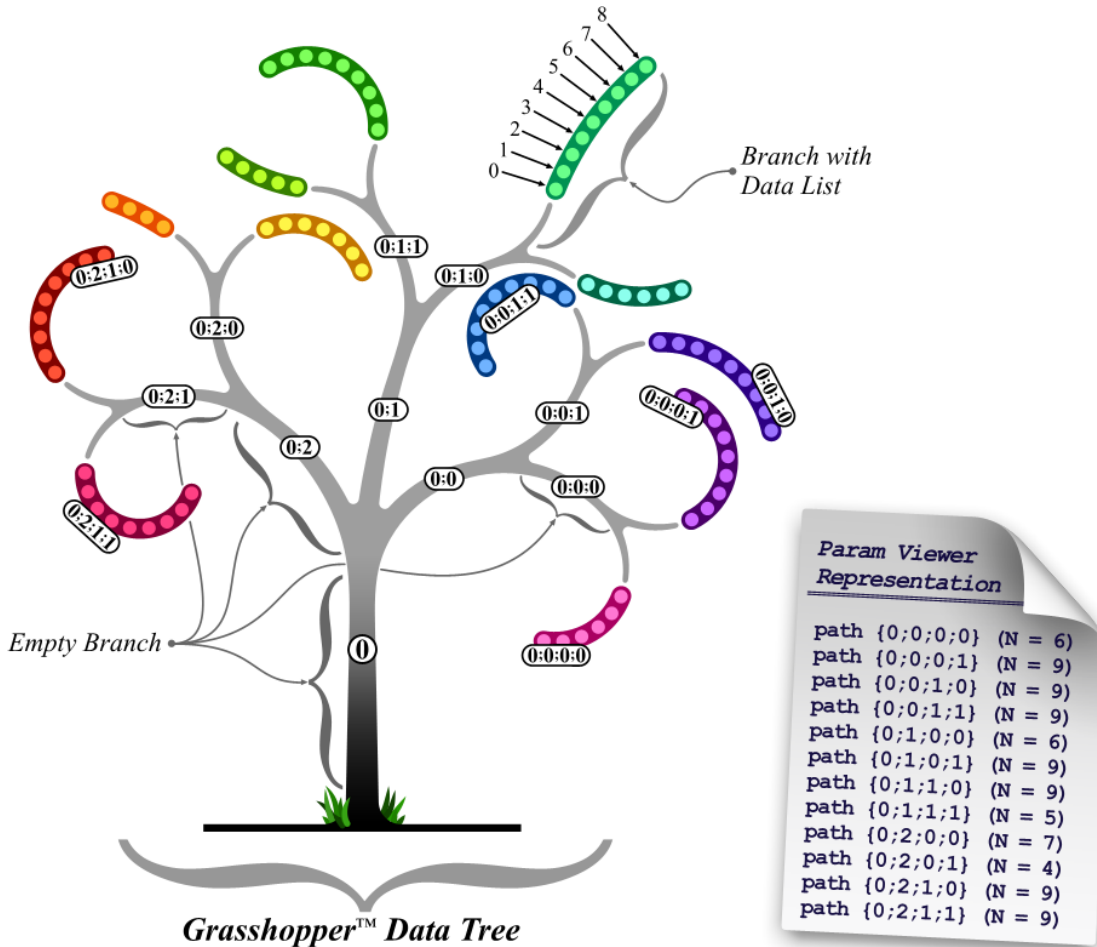 8
7
6
5
4
3
2
1
0
Branch with
Data List
0;1;1
0;1;0
0;2;1;0
0;0;1;1
0;2;0
0;2;1
0;1
0;0;1
0;0;0;1
0;0;1;0
0;2
0;0
0;0;0
0;2;1;1
Empty Branch
0
0;0;0;0
Grasshopper™ Data Tree
Param Viewer
Representation
path {0;0;0;0} (N = 6)
path {0;0;0;1} (N = 9)
path {0;0;1;0} (N = 9)
path {0;0;1;1} (N = 9)
path {0;1;0;0} (N = 6)
path {0;1;0;1} (N = 9)
path {0;1;1;0} (N = 9)
path {0;1;1;1} (N = 5)
path {0;2;0;0} (N = 7)
path {0;2;0;1} (N = 4)
path {0;2;1;0} (N = 9)
path {0;2;1;1} (N = 9)